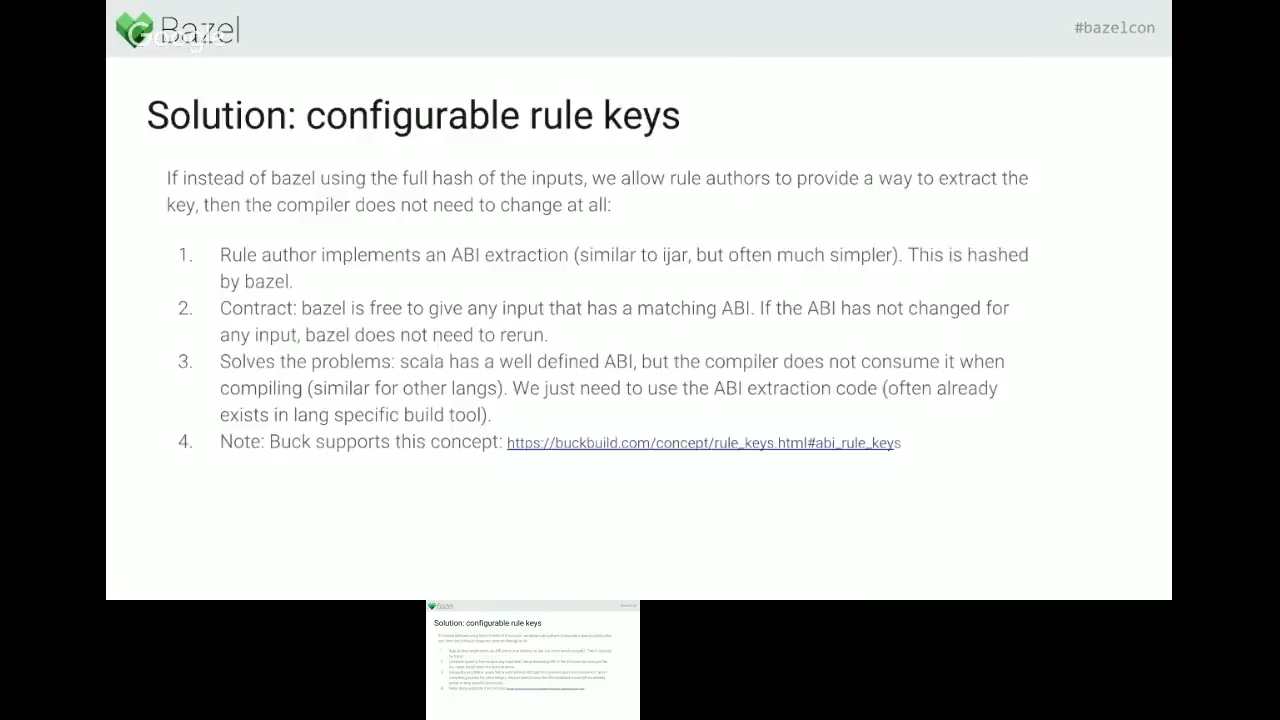 Bazel
Google
#bazelcon
Solution: configurable rule keys
If instead of bazel using the full hash of the inputs, we allow rule authors to provide a way to extract the
key, then the compiler does not need to change at all:
1. Rule author implements an ABI extraction (similar to ijar, but often much simpler). This is hashed
by bazel.
2. Contract: bazel is free to give any input that has a matching ABI. If the ABI has not changed for
any input, bazel does not need to rerun.
3. Solves the problems: scala has a well defined ABI, but the compiler does not consume it when
compiling (similar for other langs). We just need to use the ABI extraction code (often already
exists in lang specific build tool).
4. Note: Buck supports this concept: https://buckbuild.com/concept/rule_keys.html#abi_rule_keys
Bazel
Solution: configurable rule keys